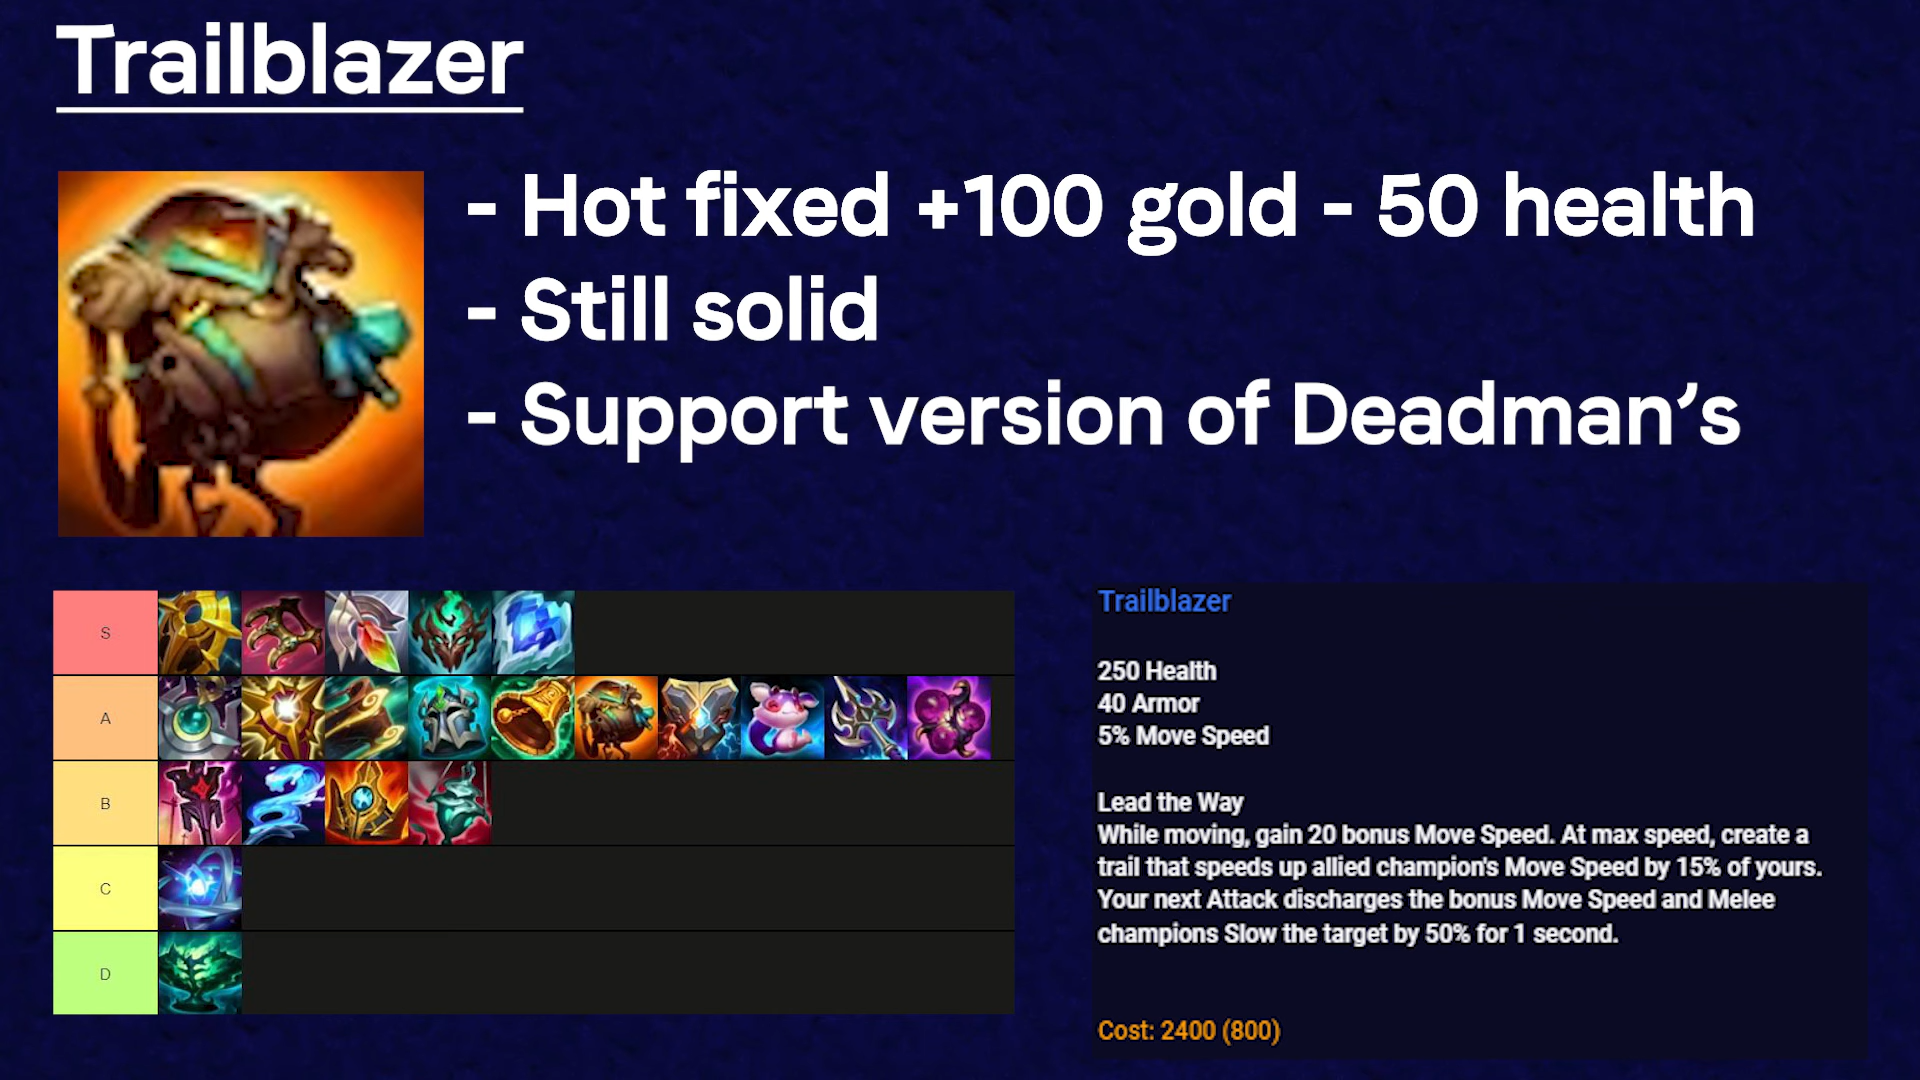 Trailblazer
- Hot fixed +100 gold - 50 health
- Still solid
- Support version of Deadman’s
S
A
B
C
D
Trailblazer
250 Health
40 Armor
5% Move Speed
Lead the Way
While moving, gain 20 bonus Move Speed. At max speed, create a
trail that speeds up allied champion's Move Speed by 15% of yours.
Your next Attack discharges the bonus Move Speed and Melee
champions Slow the target by 50% for 1 second.
Cost: 2400 (800)